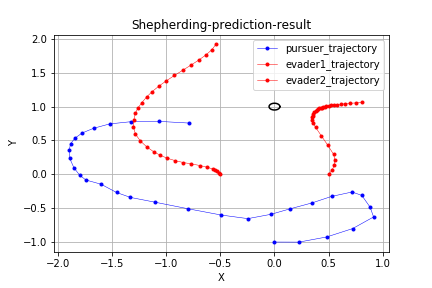 Shepherding-prediction-result
pursuer_trajectory
evader1_trajectory
evader2_trajectory
2.0
1.5
1.0
0.5
0.0
−0.5
−1.0
Y
−2.0 −1.5 −1.0 −0.5 0.0 0.5 1.0
X